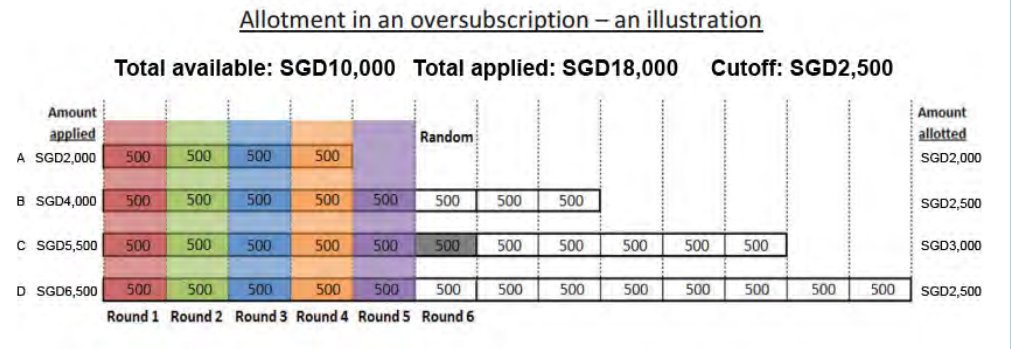 Allotment in an oversubscription – an illustration
Total available: SGD10,000 Total applied: SGD18,000 Cutoff: SGD2,500
Amount applied
Random
Amount allotted
A SGD2,000 500 500 500 500 SGD2,000
B SGD4,000 500 500 500 500 500 500 500 500 SGD2,500
C SGD5,500 500 500 500 500 500 500 500 500 500 500 500 SGD3,000
D SGD6,500 500 500 500 500 500 500 500 500 500 500 500 500 500 SGD2,500
Round 1 Round 2 Round 3 Round 4 Round 5 Round 6